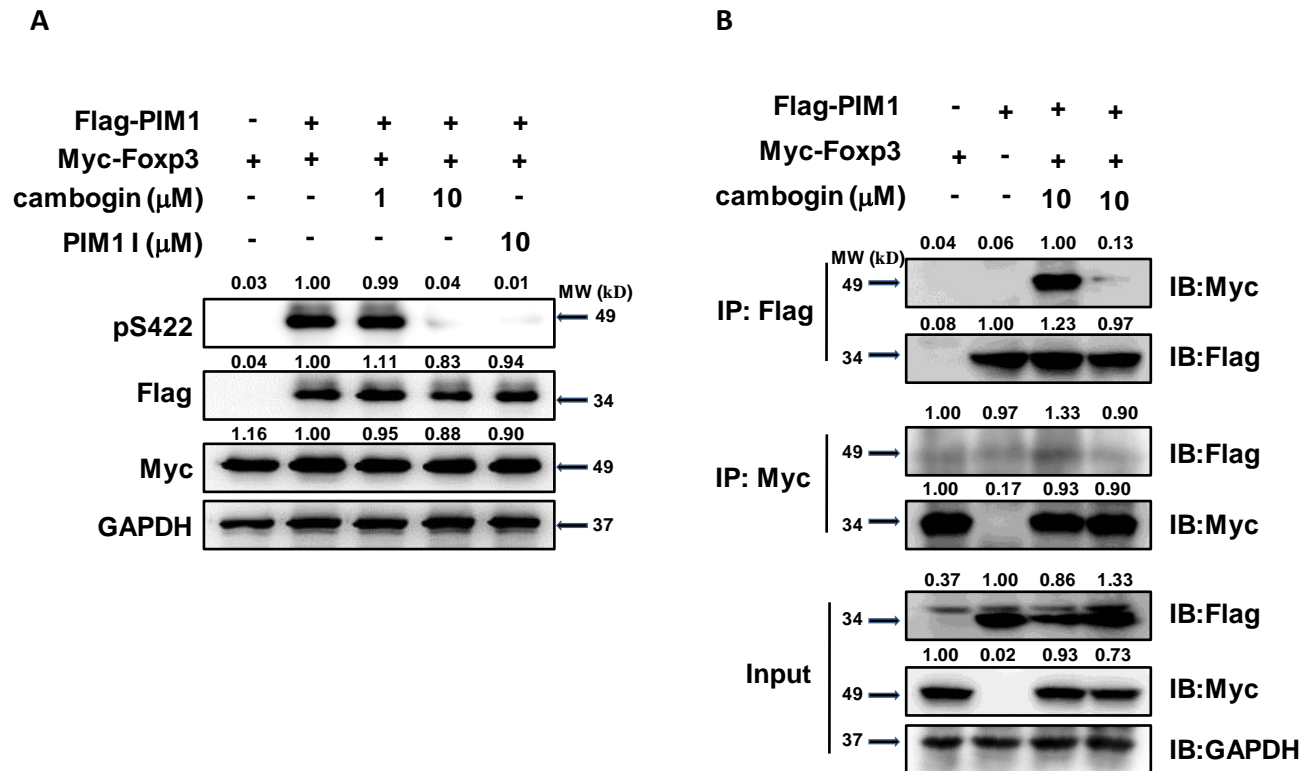 A
Flag-PIM1 - + + + +
Myc-Foxp3 + + + + +
cambogin (μM) - - 1 10 -
PIM1 I (μM) - - - - 10
0.03 1.00 0.99 0.04 0.01 MW (kD)
pS422 49
0.04 1.00 1.11 0.83 0.94
Flag 34
1.16 1.00 0.95 0.88 0.90
Myc 49
GAPDH 37
B
Flag-PIM1 - + + +
Myc-Foxp3 + - + +
cambogin (μM) - - 10 10
MW (kD) 0.04 0.06 1.00 0.13
IP: Flag 49 IB:Myc
0.08 1.00 1.23 0.97
34 IB:Flag
1.00 0.97 1.33 0.90
IP: Myc 49 IB:Flag
1.00 0.17 0.93 0.90
34 IB:Myc
0.37 1.00 0.86 1.33
34 IB:Flag
Input
1.00 0.02 0.93 0.73
49 IB:Myc
37 IB:GAPDH